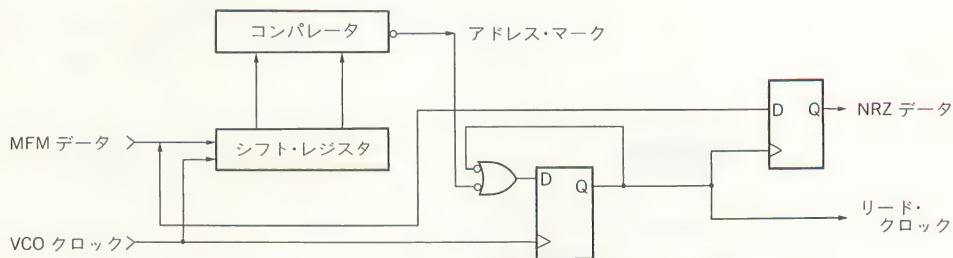 コンパレータ
アドレス・マーク
D Q
NRZ データ
MFM データ
シフト・レジスタ
D Q
リード・
クロック
VCO クロック